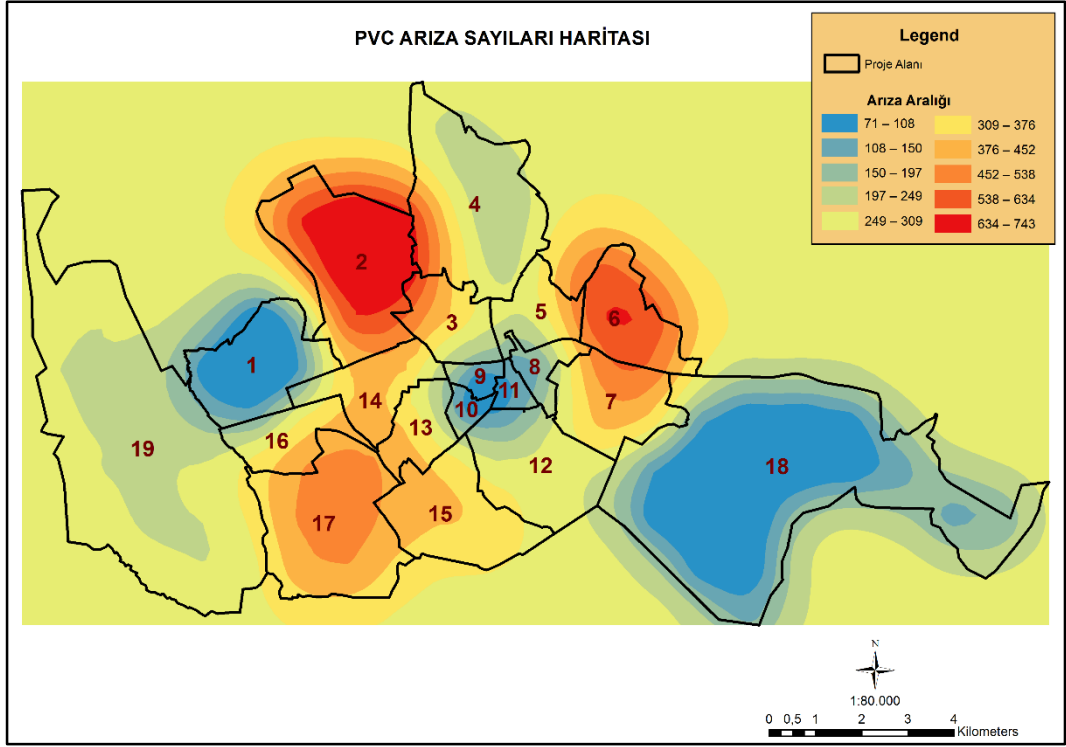 PVC ARIZA SAYILARI HARİTASI
Legend
Proje Alanı
Arıza Aralığı
71 – 108
309 – 376
108 – 150
376 – 452
150 – 197
452 – 538
197 – 249
538 – 634
249 – 309
634 – 743
4
2
5
3
6
1
8
9
11
14
10
7
13
16
19
12
18
17
15
N
1:80.000
0 0,5 1 2 3 4
Kilometers